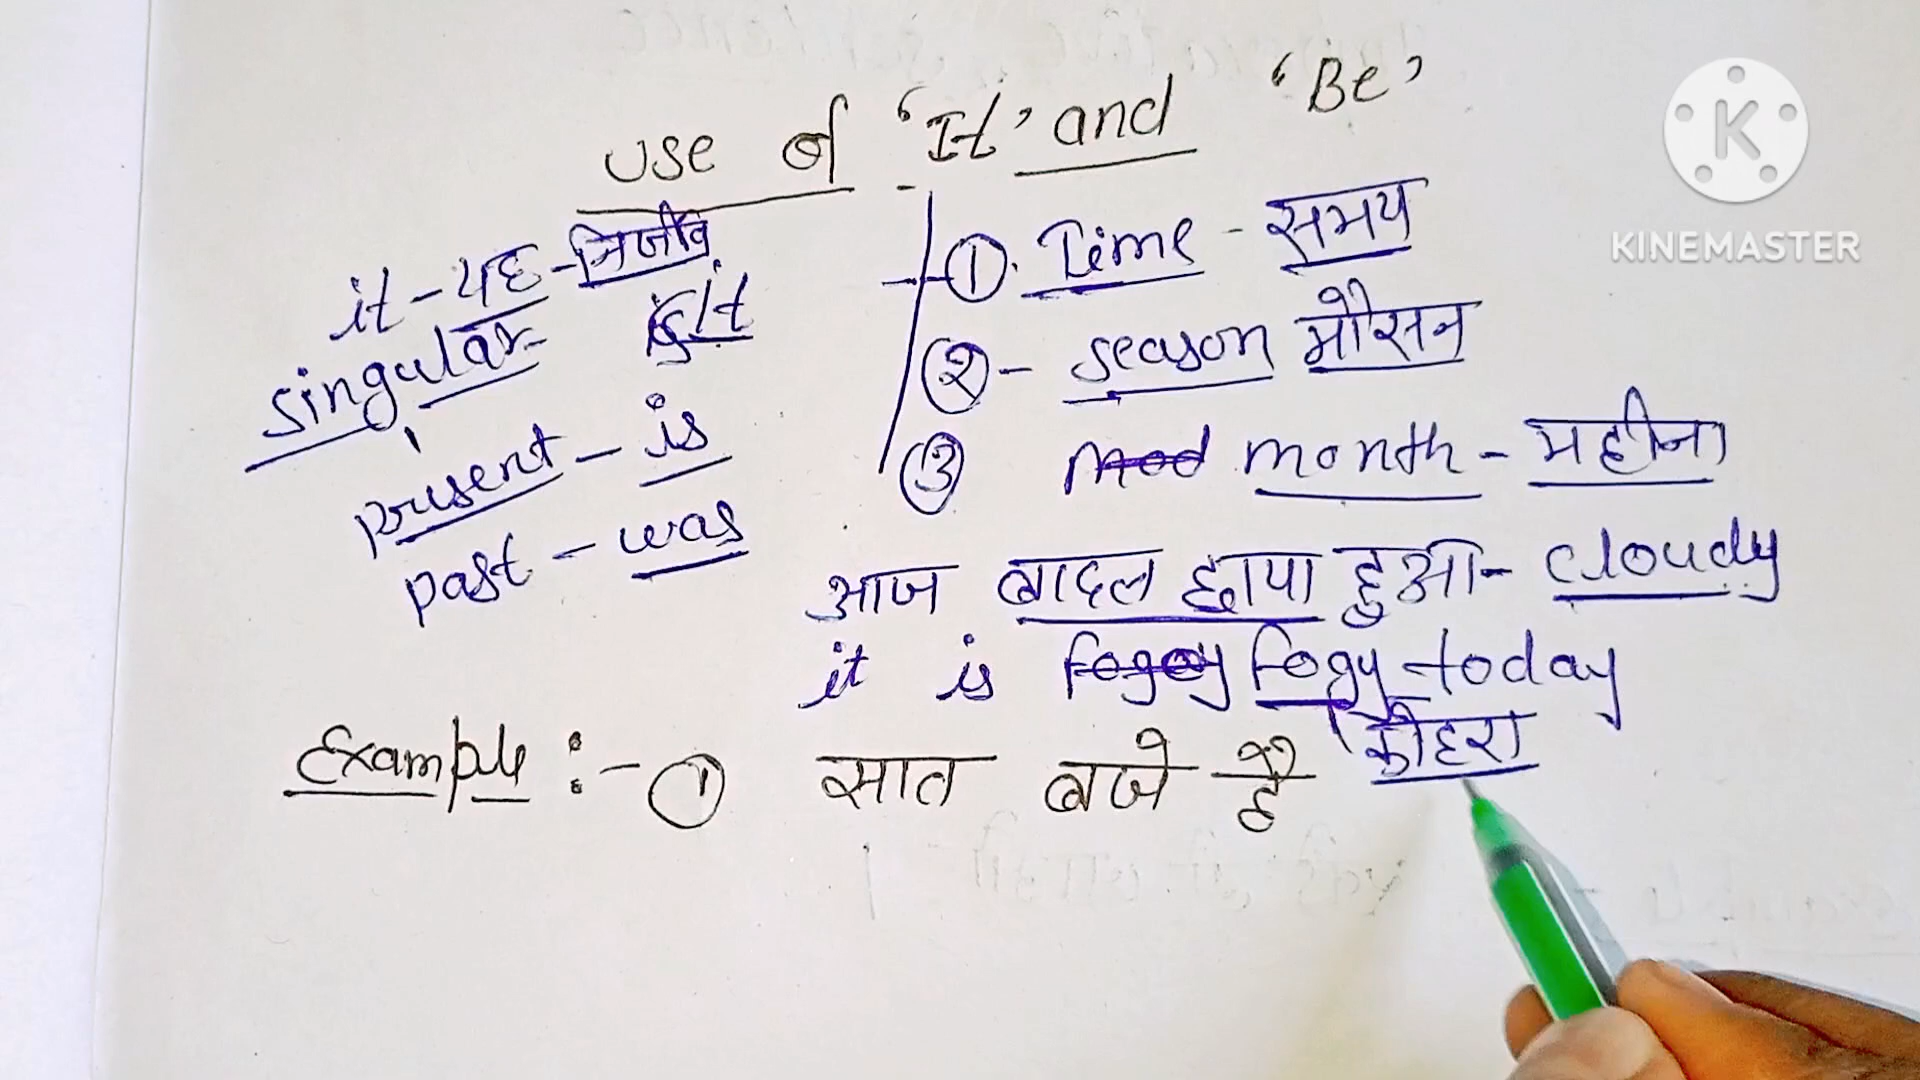 Use of 'It' and 'Be'
it - यह - निर्जीव
singular
present - is
past - was
① Time - समय
② - season मौसम
③ month - महीना
आज बादल छाया हुआ - cloudy
it is fogy today
कोहरा
Example :- ① सात बजे है
KINEMASTER